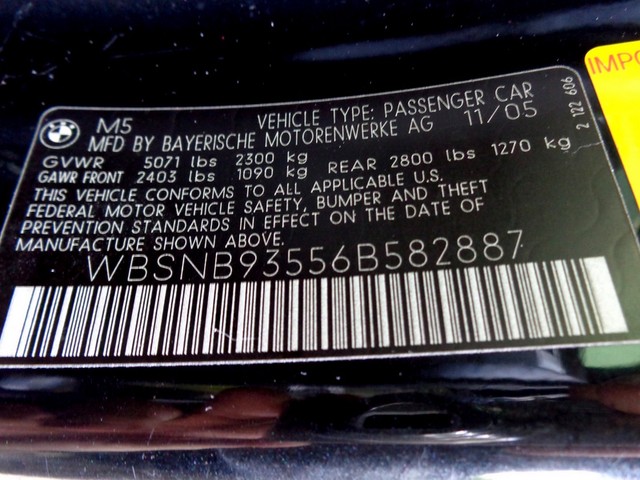 IMPO
BMW
M5 VEHICLE TYPE: PASSENGER CAR
MFD BY BAYERISCHE MOTORENWERKE AG 11/05
GVWR 5071 lbs 2300 kg
GAWR FRONT 2403 lbs 1090 kg REAR 2800 lbs 1270 kg
THIS VEHICLE CONFORMS TO ALL APPLICABLE U.S.
FEDERAL MOTOR VEHICLE SAFETY, BUMPER AND THEFT
PREVENTION STANDARDS IN EFFECT ON THE DATE OF
MANUFACTURE SHOWN ABOVE
WBSNB93556B582887
2 122 606